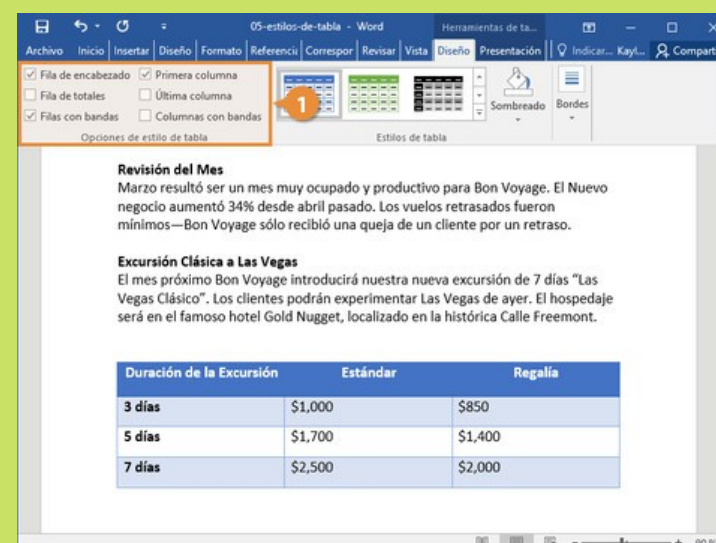 05-estilos-de-tabla - Word
Herramientas de ta...
Archivo Inicio Insertar Diseño Formato Referencia Correspor Revisar Vista Diseño Presentación Indicar... Kayl... Compart
Fila de encabezado Primera columna
Fila de totales Última columna
Filas con bandas Columnas con bandas
Opciones de estilo de tabla
1
Estilos de tabla
Sombreado
Bordes
Revisión del Mes
Marzo resultó ser un mes muy ocupado y productivo para Bon Voyage. El Nuevo
negocio aumentó 34% desde abril pasado. Los vuelos retrasados fueron
mínimos—Bon Voyage sólo recibió una queja de un cliente por un retraso.
Excursión Clásica a Las Vegas
El mes próximo Bon Voyage introducirá nuestra nueva excursión de 7 días “Las
Vegas Clásico”. Los clientes podrán experimentar Las Vegas de ayer. El hospedaje
será en el famoso hotel Gold Nugget, localizado en la histórica Calle Freemont.
Duración de la Excursión Estándar Regalía
3 días $1,000 $850
5 días $1,700 $1,400
7 días $2,500 $2,000